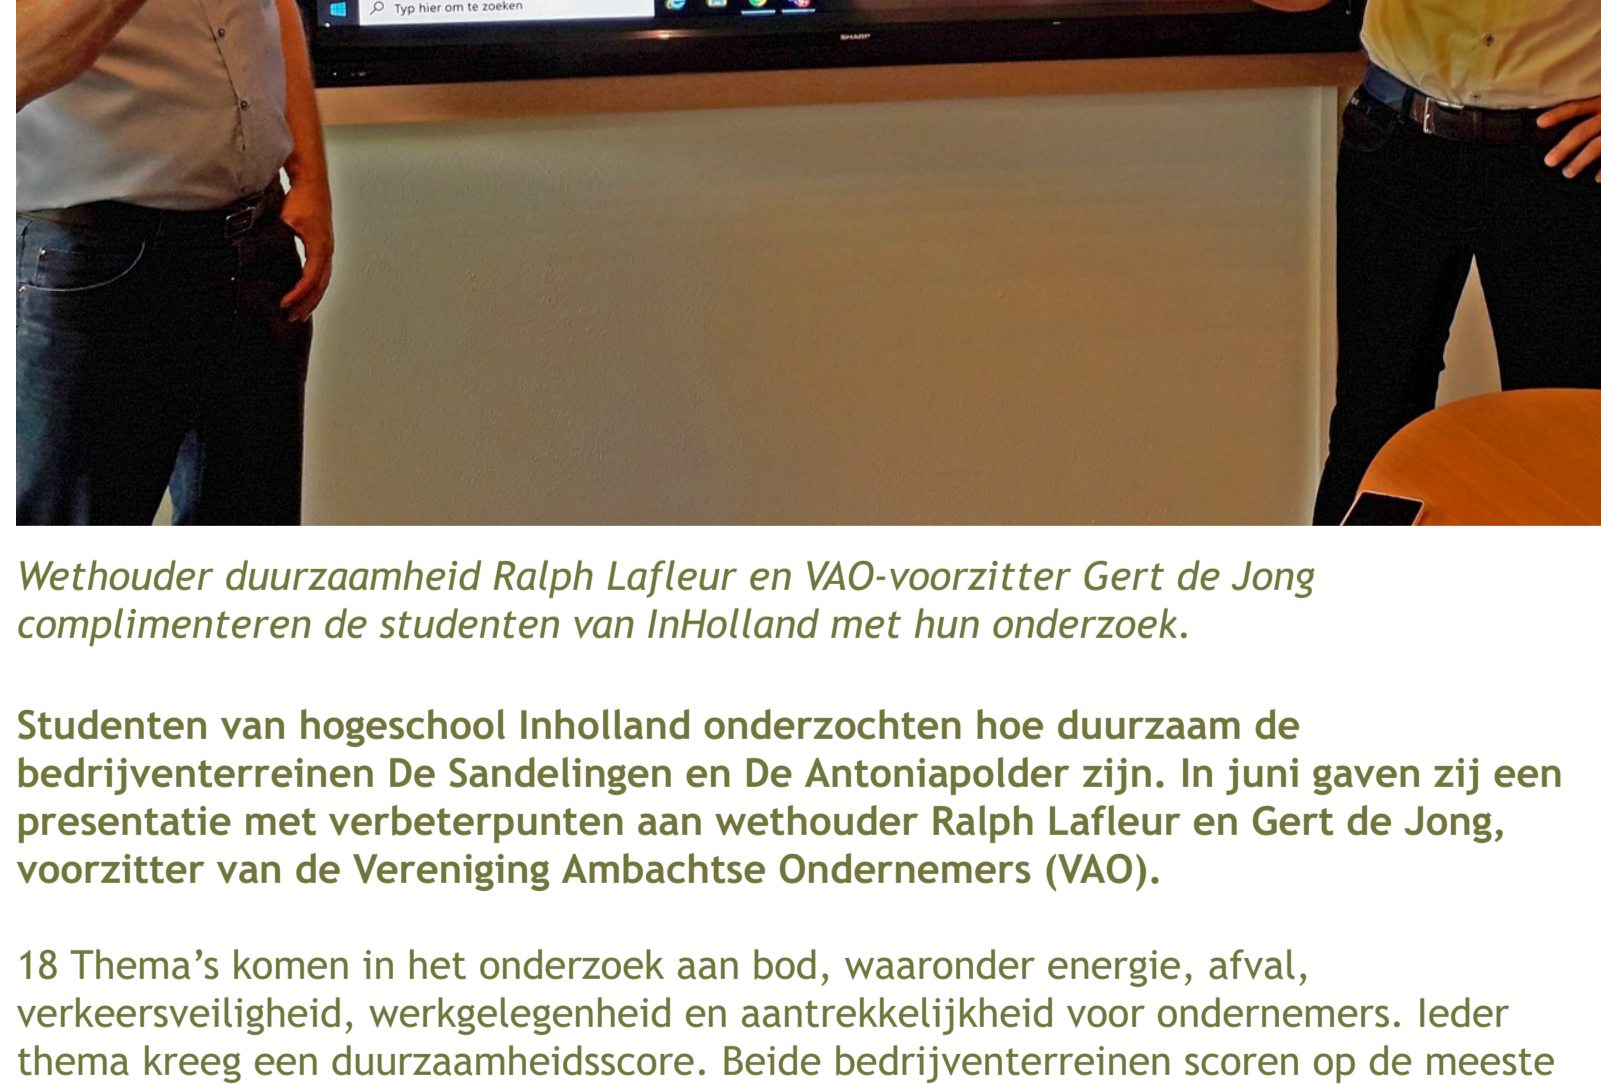 Typ hier om te zoeken
SHARP
Wethouder duurzaamheid Ralph Lafleur en VAO-voorzitter Gert de Jong
complimenteren de studenten van InHolland met hun onderzoek.
Studenten van hogeschool Inholland onderzochten hoe duurzaam de
bedrijventerreinen De Sandelingen en De Antoniapolder zijn. In juni gaven zij een
presentatie met verbeterpunten aan wethouder Ralph Lafleur en Gert de Jong,
voorzitter van de Vereniging Ambachtse Ondernemers (VAO).
18 Thema’s komen in het onderzoek aan bod, waaronder energie, afval,
verkeersveiligheid, werkgelegenheid en aantrekkelijkheid voor ondernemers. Ieder
thema kreeg een duurzaamheidsscore. Beide bedrijventerreinen scoren op de meeste